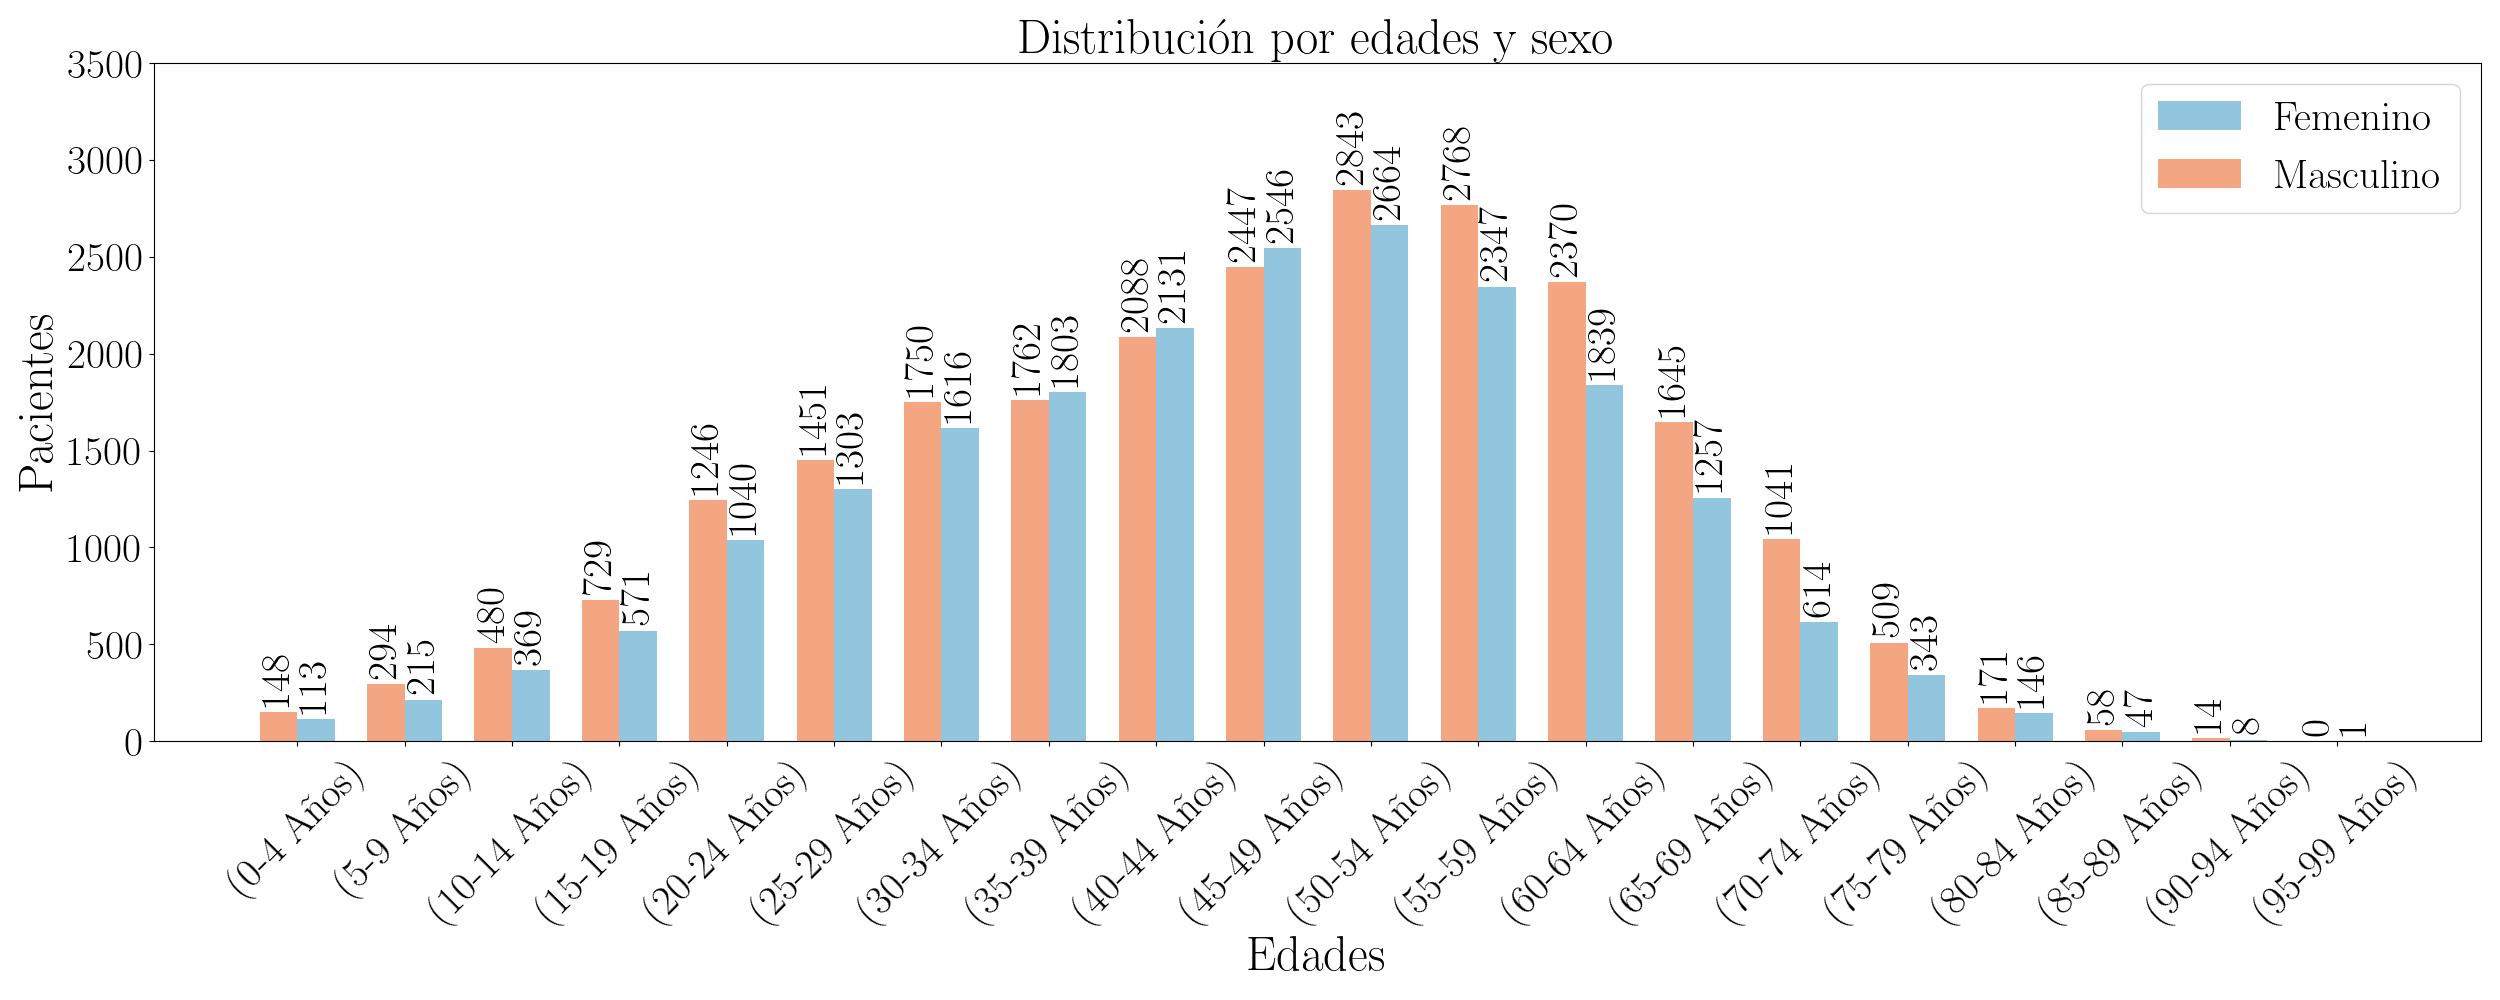 Distribución por edades y sexo
3500
3000
2500
2000
1500
1000
500
0
Pacientes
Femenino
Masculino
148 113
294 215
480 369
729 571
1246 1040
1451 1303
1750 1616
1762 1803
2088 2131
2447 2546
2843 2664
2768 2347
2370 1839
1645 1257
1041 614
509 343
171 146
58 47
14 8
0 1
(0-4 Años)
(5-9 Años)
(10-14 Años)
(15-19 Años)
(20-24 Años)
(25-29 Años)
(30-34 Años)
(35-39 Años)
(40-44 Años)
(45-49 Años)
(50-54 Años)
(55-59 Años)
(60-64 Años)
(65-69 Años)
(70-74 Años)
(75-79 Años)
(80-84 Años)
(85-89 Años)
(90-94 Años)
(95-99 Años)
Edades